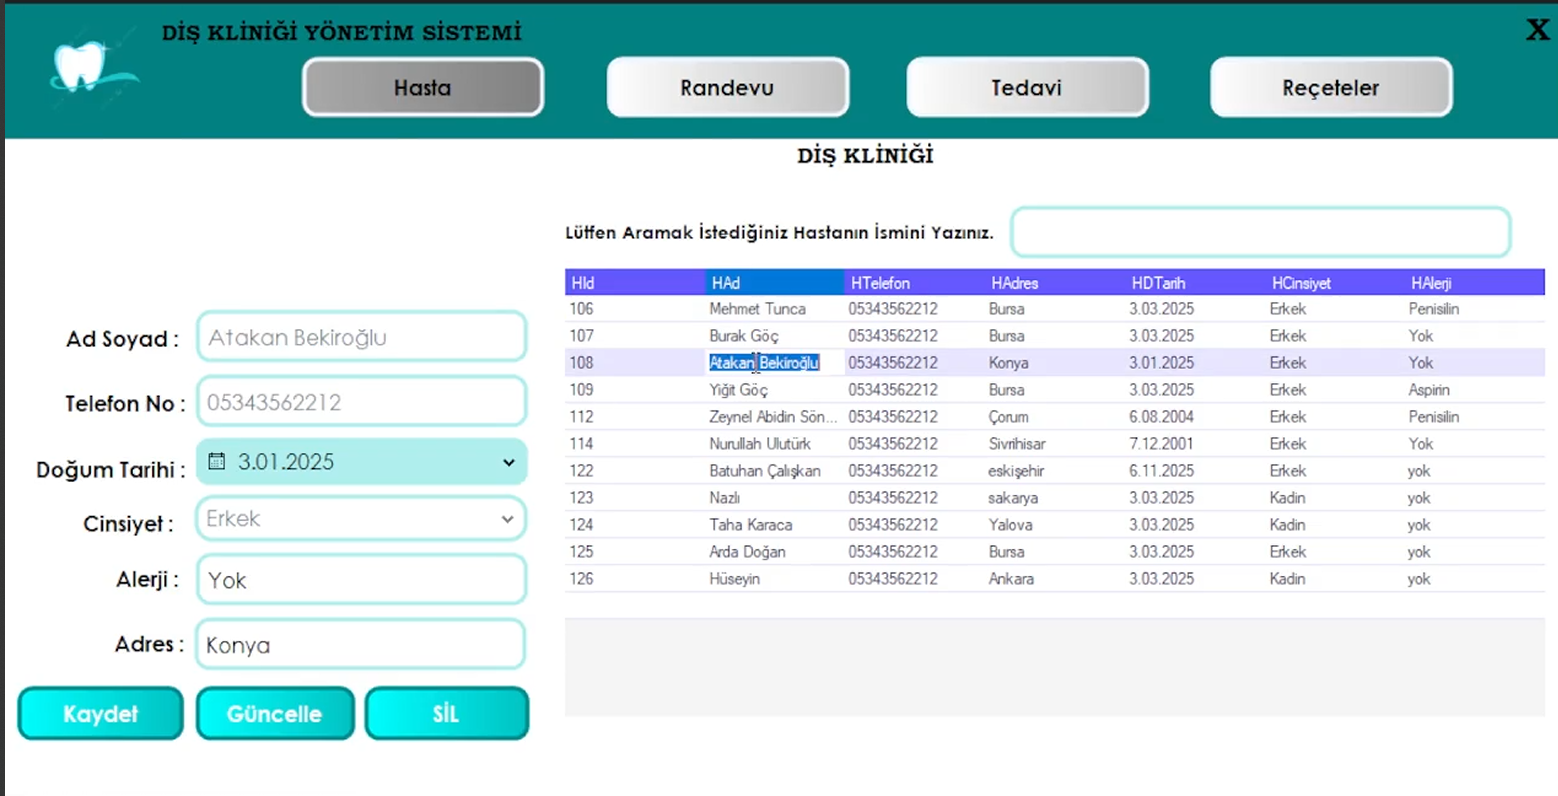 DİŞ KLİNİĞİ YÖNETİM SİSTEMİ
X
Hasta Randevu Tedavi Reçeteler
DİŞ KLİNİĞİ
Lütfen Aramak İstediğiniz Hastanın İsmini Yazınız.
Ad Soyad : Atakan Bekiroğlu
Telefon No : 05343562212
Doğum Tarihi : 3.01.2025
Cinsiyet : Erkek
Alerji : Yok
Adres : Konya
Kaydet Güncelle SİL
HId HAd HTelefon HAdres HDTarih HCinsiyet HAlerji
106 Mehmet Tunca 05343562212 Bursa 3.03.2025 Erkek Penisilin
107 Burak Göç 05343562212 Bursa 3.03.2025 Erkek Yok
108 Atakan Bekiroğlu 05343562212 Konya 3.01.2025 Erkek Yok
109 Yiğit Göç 05343562212 Bursa 3.03.2025 Erkek Aspirin
112 Zeynel Abidin Sön... 05343562212 Çorum 6.08.2004 Erkek Penisilin
114 Nurullah Ulutürk 05343562212 Sivrihisar 7.12.2001 Erkek Yok
122 Batuhan Çalışkan 05343562212 eskişehir 6.11.2025 Erkek yok
123 Nazlı 05343562212 sakarya 3.03.2025 Kadin yok
124 Taha Karaca 05343562212 Yalova 3.03.2025 Kadin yok
125 Arda Doğan 05343562212 Bursa 3.03.2025 Erkek yok
126 Hüseyin 05343562212 Ankara 3.03.2025 Kadin yok